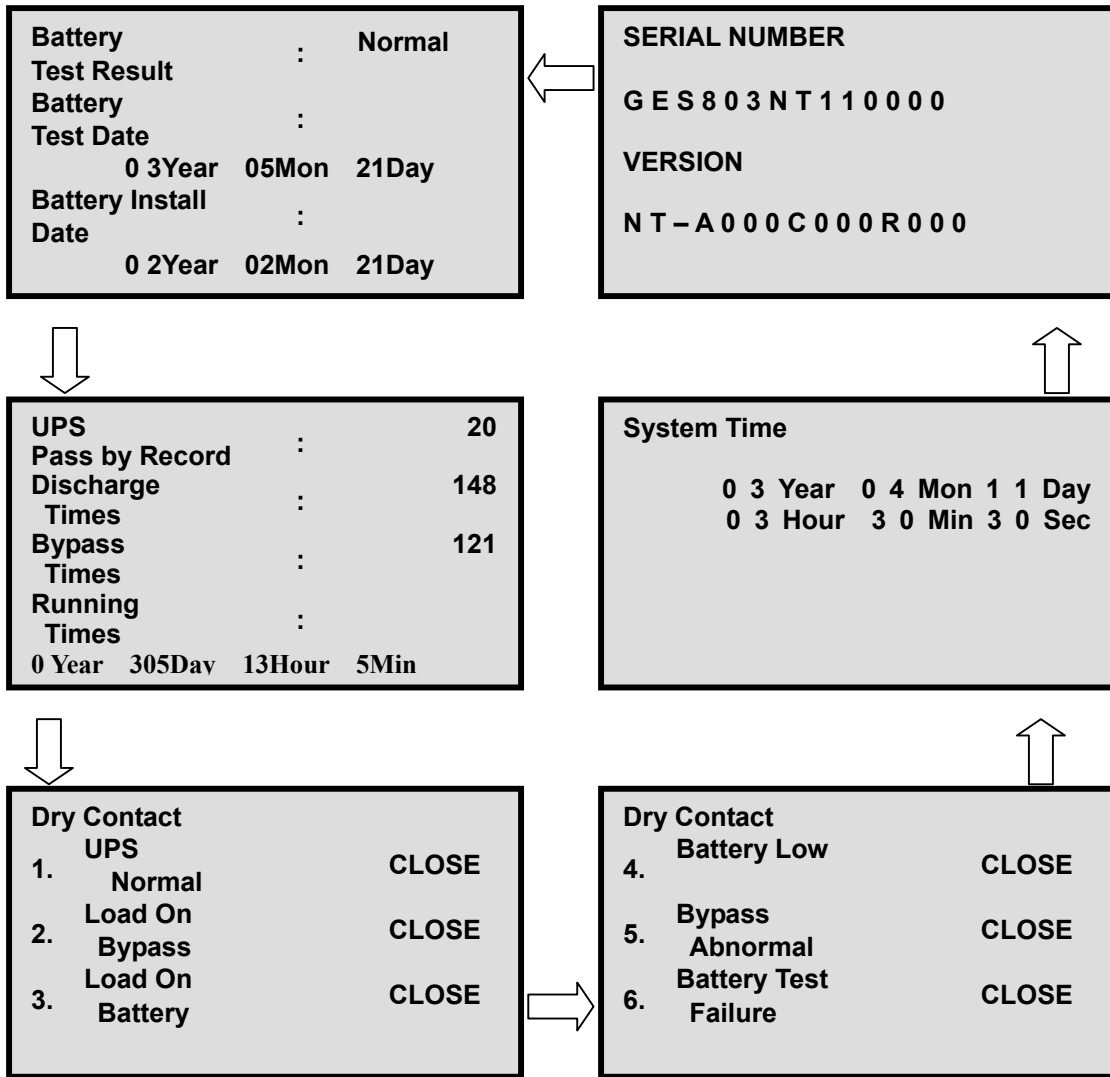 Battery
Test Result : Normal
Battery
Test Date :
0 3Year 05Mon 21Day
Battery Install
Date :
0 2Year 02Mon 21Day
SERIAL NUMBER
G E S 8 0 3 N T 1 1 0 0 0 0
VERSION
N T – A 0 0 0 C 0 0 0 R 0 0 0
UPS
Pass by Record : 20
Discharge
Times : 148
Bypass
Times : 121
Running
Times :
0 Year 305Day 13Hour 5Min
System Time
0 3 Year 0 4 Mon 1 1 Day
0 3 Hour 3 0 Min 3 0 Sec
Dry Contact
1. UPS
Normal CLOSE
2. Load On
Bypass CLOSE
3. Load On
Battery CLOSE
Dry Contact
4. Battery Low CLOSE
5. Bypass
Abnormal CLOSE
6. Battery Test
Failure CLOSE